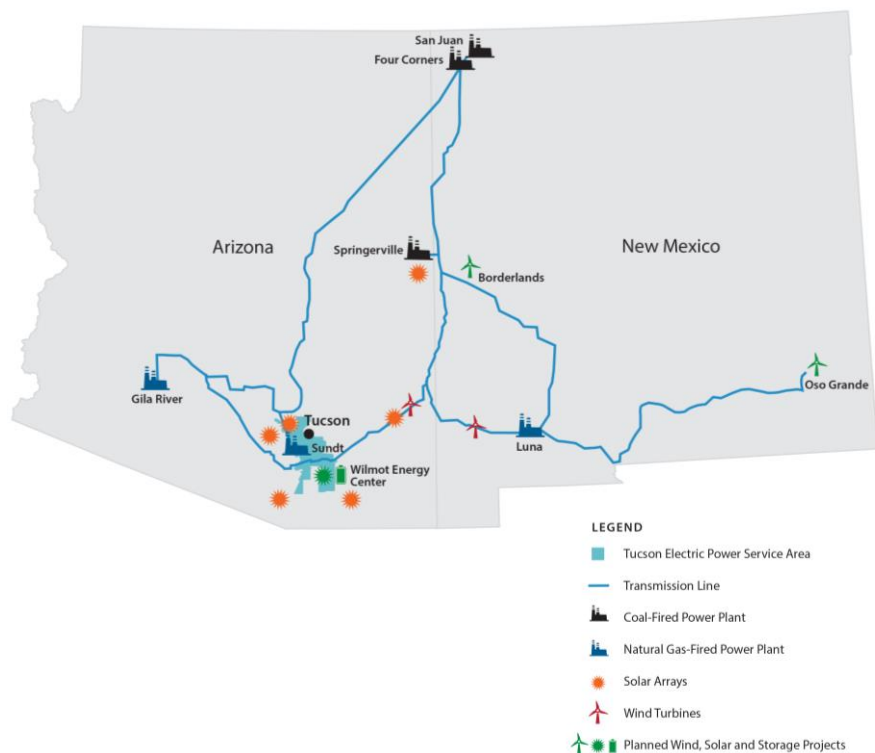 San Juan
Four Corners
Arizona
New Mexico
Springerville
Borderlands
Gila River
Oso Grande
Tucson
Sundt
Luna
Wilmot Energy
Center
LEGEND
Tucson Electric Power Service Area
Transmission Line
Coal-Fired Power Plant
Natural Gas-Fired Power Plant
Solar Arrays
Wind Turbines
Planned Wind, Solar and Storage Projects